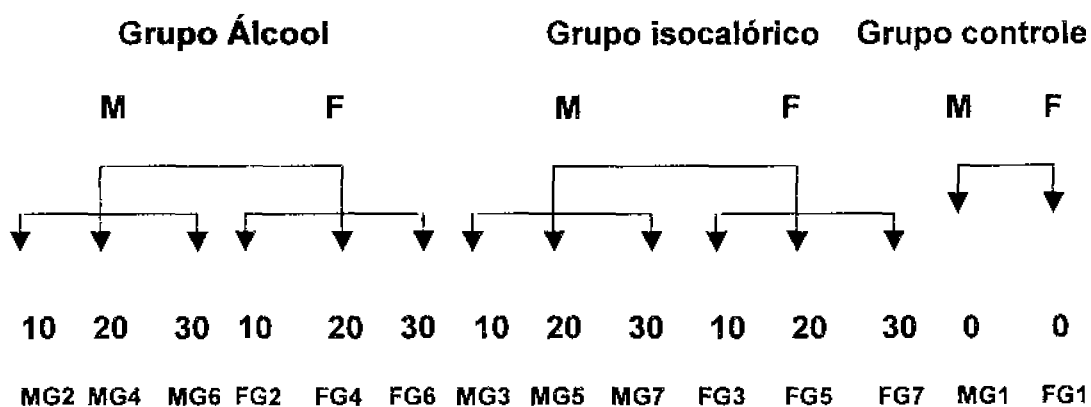 Grupo Álcool Grupo isocalórico Grupo controle
M F M F M F
10 20 30 10 20 30 10 20 30 10 20 30 0 0
MG2 MG4 MG6 FG2 FG4 FG6 MG3 MG5 MG7 FG3 FG5 FG7 MG1 FG1